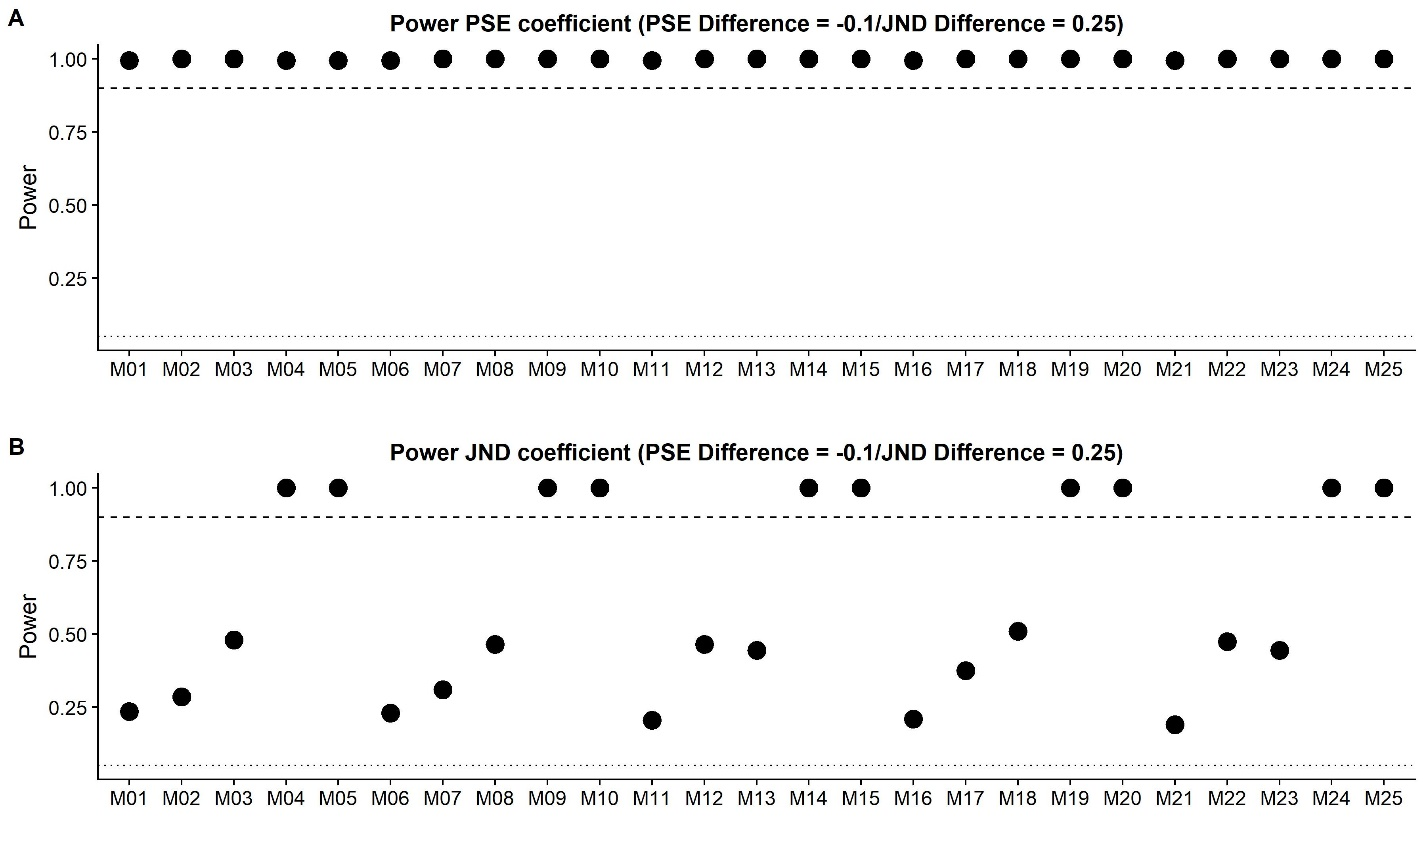 A
Power PSE coefficient (PSE Difference = -0.1/JND Difference = 0.25)
1.00
0.75
0.50
0.25
Power
M01 M02 M03 M04 M05 M06 M07 M08 M09 M10 M11 M12 M13 M14 M15 M16 M17 M18 M19 M20 M21 M22 M23 M24 M25
B
Power JND coefficient (PSE Difference = -0.1/JND Difference = 0.25)
1.00
0.75
0.50
0.25
Power
M01 M02 M03 M04 M05 M06 M07 M08 M09 M10 M11 M12 M13 M14 M15 M16 M17 M18 M19 M20 M21 M22 M23 M24 M25